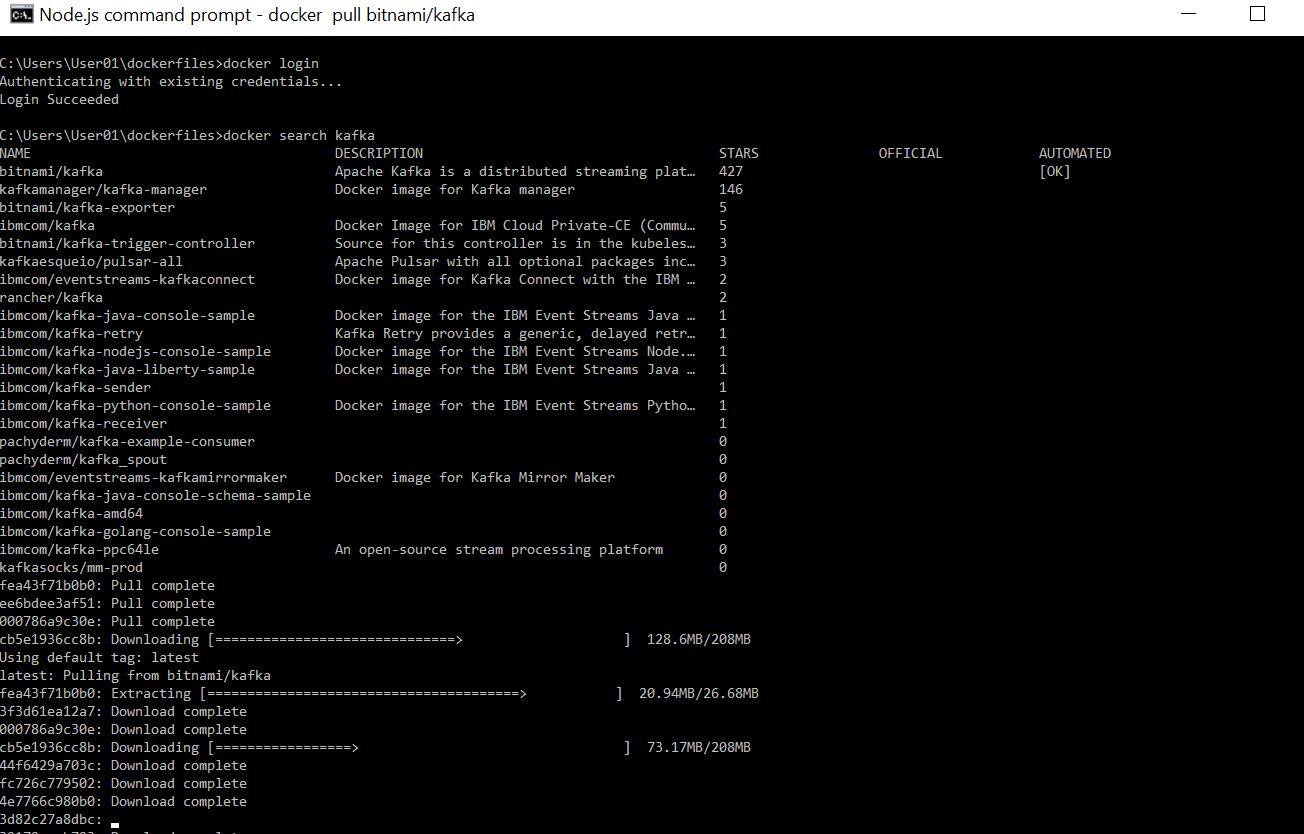 Node.js command prompt - docker  pull bitnami/kafka
C:\Users\User01\dockerfiles>docker login
Authenticating with existing credentials...
Login Succeeded
C:\Users\User01\dockerfiles>docker search kafka
NAME DESCRIPTION STARS OFFICIAL AUTOMATED
bitnami/kafka Apache Kafka is a distributed streaming plat… 427 [OK]
kafkamanager/kafka-manager Docker image for Kafka manager 146
bitnami/kafka-exporter 5
ibmcom/kafka Docker Image for IBM Cloud Private-CE (Commu… 5
bitnami/kafka-trigger-controller Source for this controller is in the kubeles… 3
kafkaesqueio/pulsar-all Apache Pulsar with all optional packages inc… 3
ibmcom/eventstreams-kafkaconnect Docker image for Kafka Connect with the IBM … 2
rancher/kafka 2
ibmcom/kafka-java-console-sample Docker image for the IBM Event Streams Java … 1
ibmcom/kafka-retry Kafka Retry provides a generic, delayed retr… 1
ibmcom/kafka-nodejs-console-sample Docker image for the IBM Event Streams Node.… 1
ibmcom/kafka-java-liberty-sample Docker image for the IBM Event Streams Java … 1
ibmcom/kafka-sender 1
ibmcom/kafka-python-console-sample Docker image for the IBM Event Streams Pytho… 1
ibmcom/kafka-receiver 1
pachyderm/kafka-example-consumer 0
pachyderm/kafka_spout 0
ibmcom/eventstreams-kafkamirrormaker Docker image for Kafka Mirror Maker 0
ibmcom/kafka-java-console-schema-sample 0
ibmcom/kafka-amd64 0
ibmcom/kafka-golang-console-sample 0
ibmcom/kafka-ppc64le An open-source stream processing platform 0
kafkasocks/mm-prod 0
fea43f71b0b0: Pull complete
ee6bdee3af51: Pull complete
000786a9c30e: Pull complete
cb5e1936cc8b: Downloading [==============================>                    ]  128.6MB/208MB
Using default tag: latest
latest: Pulling from bitnami/kafka
fea43f71b0b0: Extracting [=======================================>           ]  20.94MB/26.68MB
3f3d61ea12a7: Download complete
000786a9c30e: Download complete
cb5e1936cc8b: Downloading [=================>                                 ]  73.17MB/208MB
44f6429a703c: Download complete
fc726c779502: Download complete
4e7766c980b0: Download complete
3d82c27a8dbc: